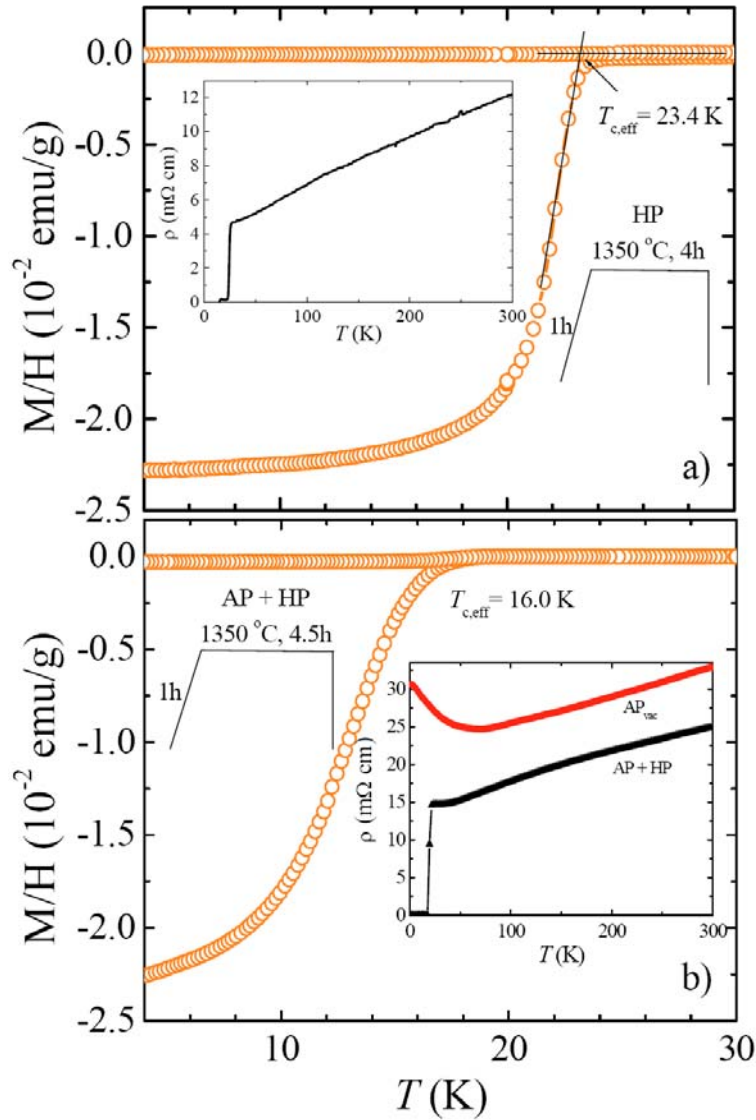 0.0
-0.5
-1.0
-1.5
-2.0
-2.5
M/H (10⁻² emu/g)
12
10
8
6
4
2
0
ρ (mΩ cm)
0 100 200 300
T (K)
T_c,eff = 23.4 K
HP
1350 °C, 4h
1h
a)
0.0
-0.5
-1.0
-1.5
-2.0
-2.5
M/H (10⁻² emu/g)
AP + HP
1350 °C, 4.5h
1h
T_c,eff = 16.0 K
30
25
20
15
10
5
0
ρ (mΩ cm)
AP_vac
AP + HP
0 100 200 300
T (K)
b)
10 20 30
T (K)